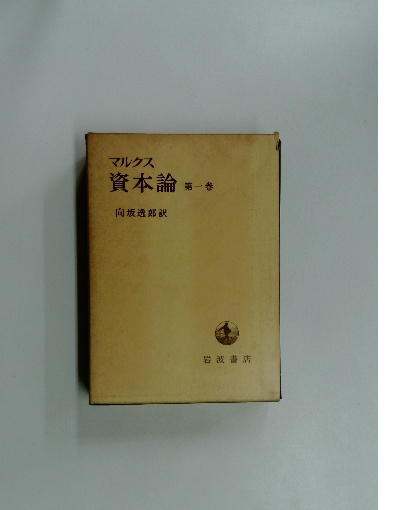 マルクス
資本論 第一巻
向坂逸郎訳
岩波書店